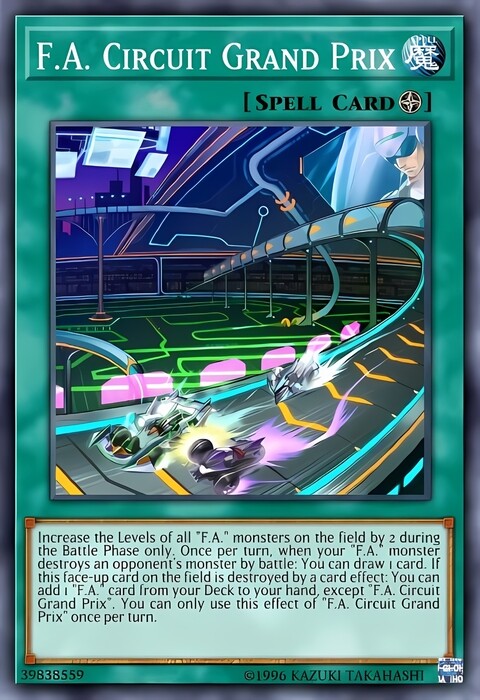 F.A. CIRCUIT GRAND PRIX 魔
[SPELL CARD]
Increase the Levels of all "F.A." monsters on the field by 2 during
the Battle Phase only. Once per turn, when your "F.A." monster
destroys an opponent's monster by battle: You can draw 1 card. If
this face-up card on the field is destroyed by a card effect: You can
add 1 "F.A." card from your Deck to your hand, except "F.A. Circuit
Grand Prix". You can only use this effect of "F.A. Circuit Grand
Prix" once per turn.
39838559
©1996 KAZUKI TAKAHASHI